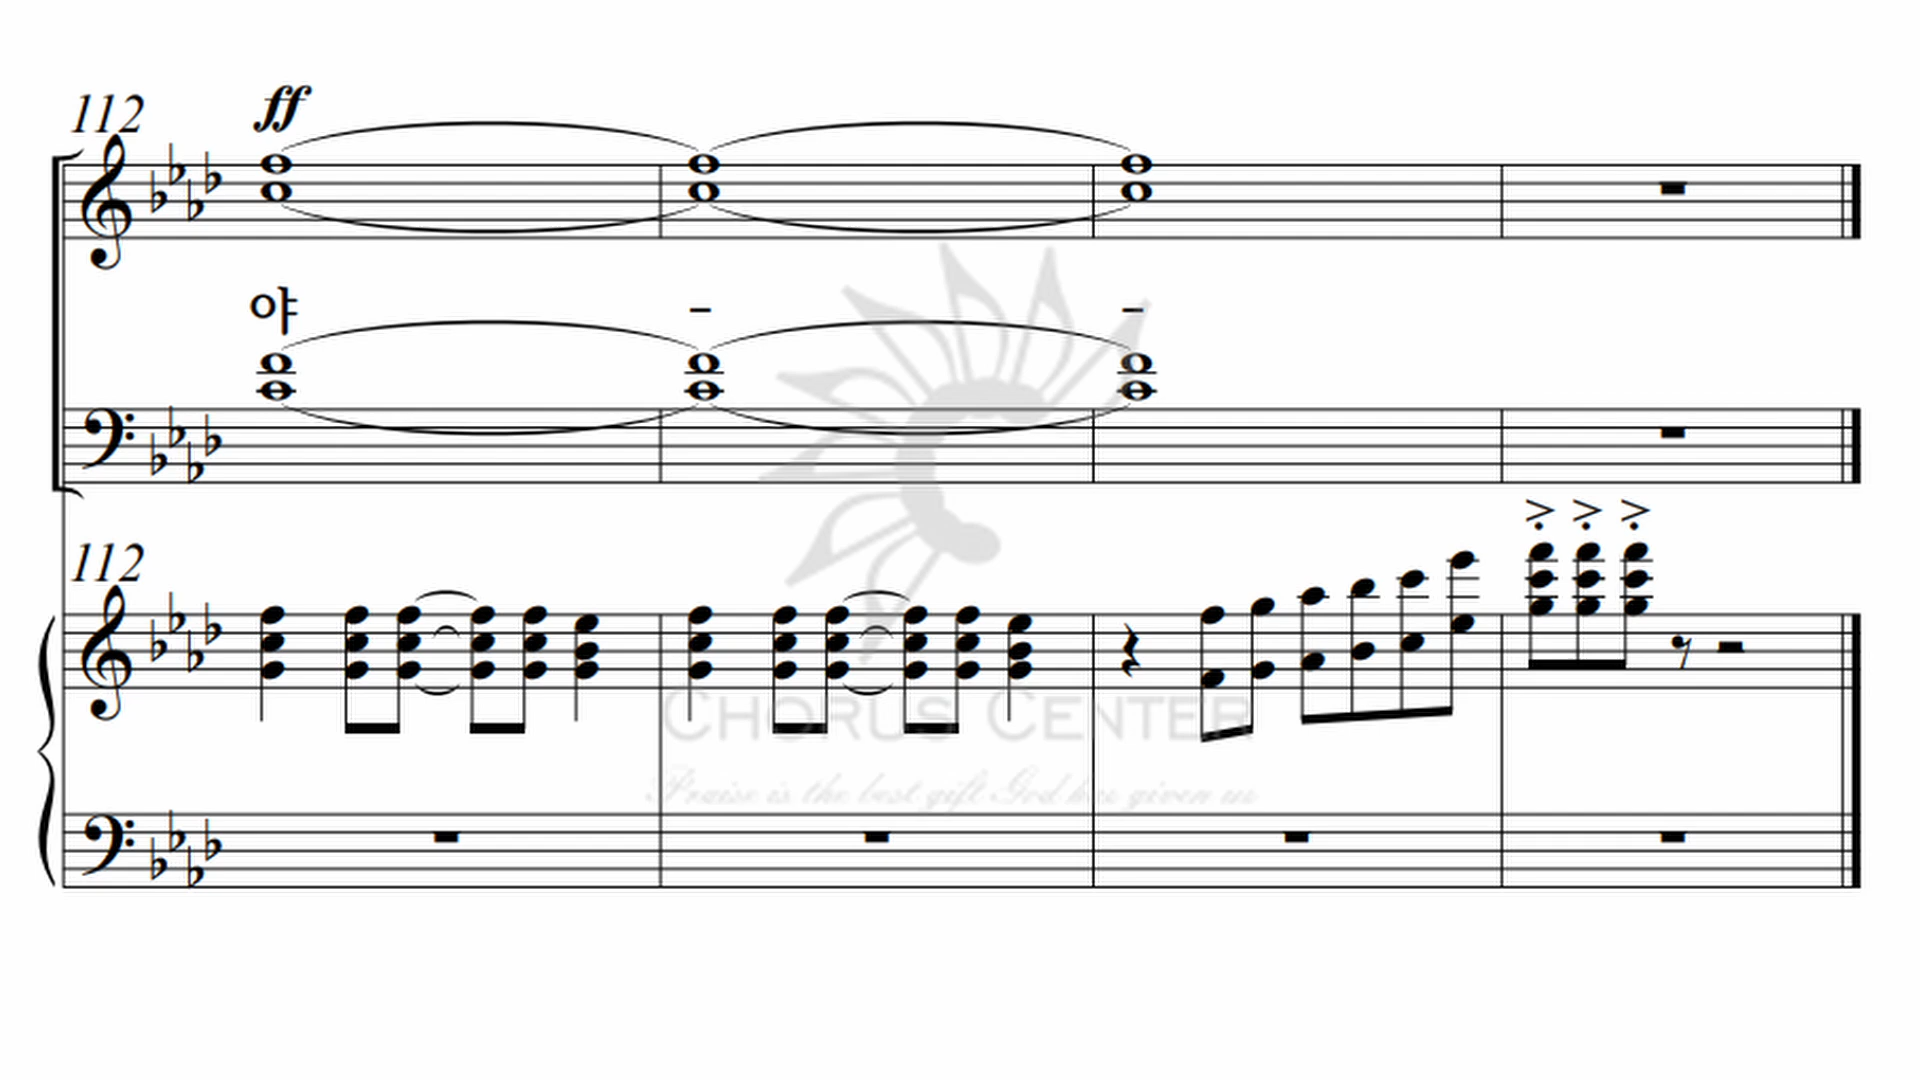 112
ff
야 – –
112
CHORUS CENTER
Praise is the best gift God has given us